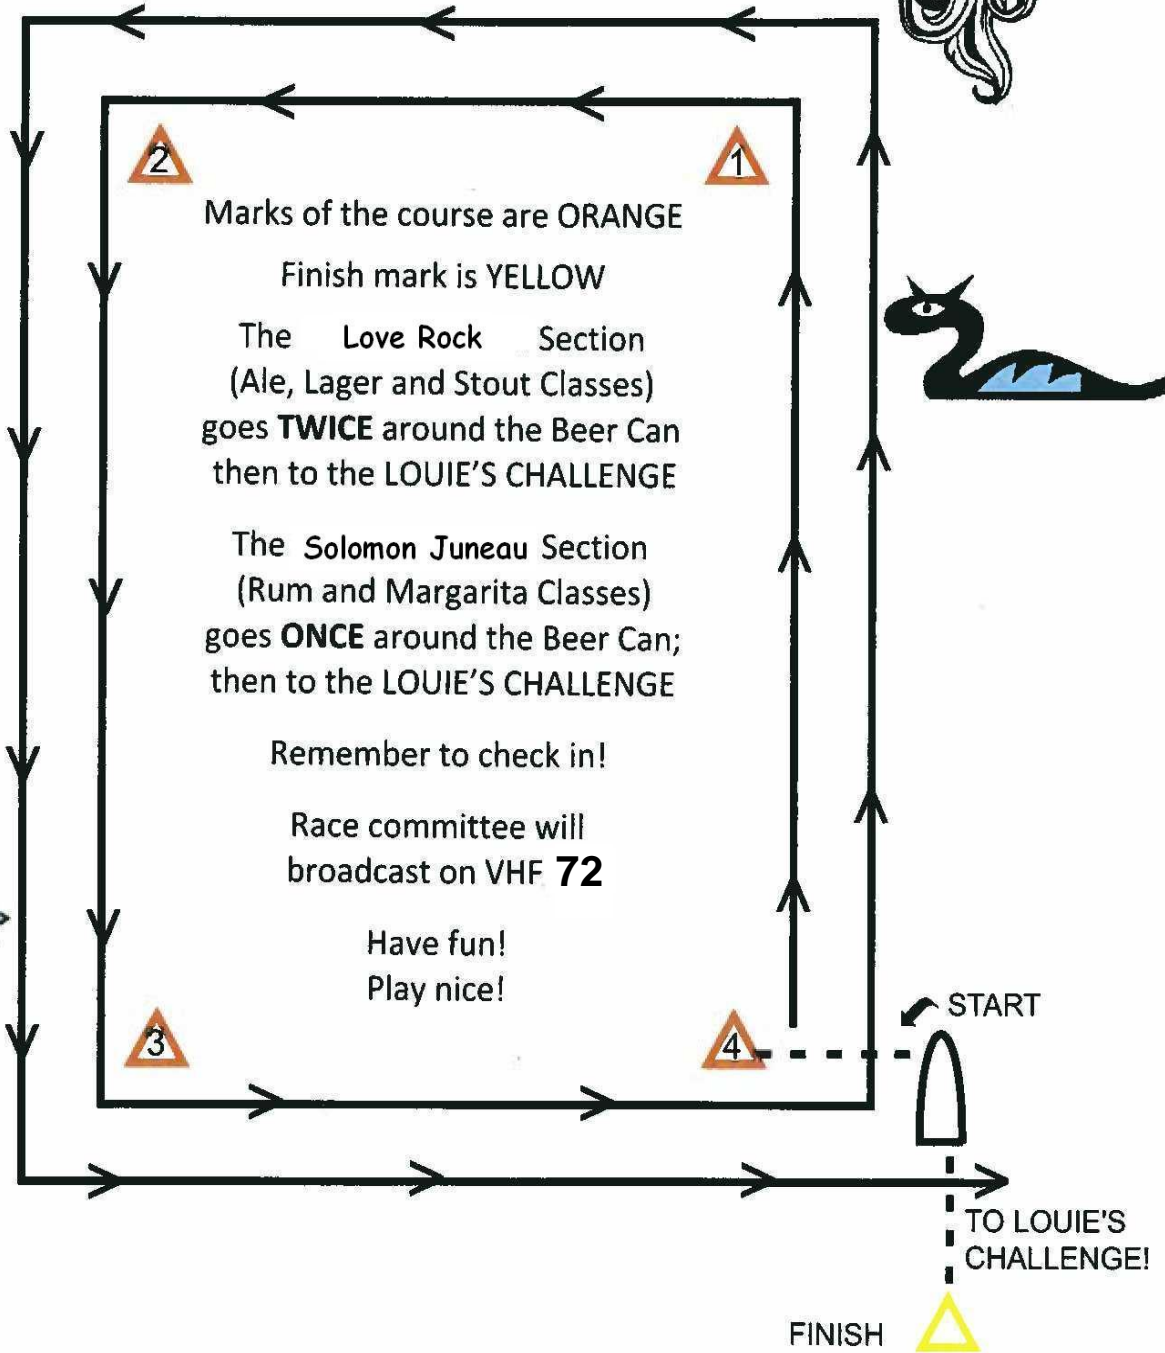 2
1
Marks of the course are ORANGE
Finish mark is YELLOW
The Love Rock Section
(Ale, Lager and Stout Classes)
goes TWICE around the Beer Can
then to the LOUIE'S CHALLENGE
The Solomon Juneau Section
(Rum and Margarita Classes)
goes ONCE around the Beer Can;
then to the LOUIE'S CHALLENGE
Remember to check in!
Race committee will
broadcast on VHF 72
Have fun!
Play nice!
3
4
START
TO LOUIE'S
CHALLENGE!
FINISH